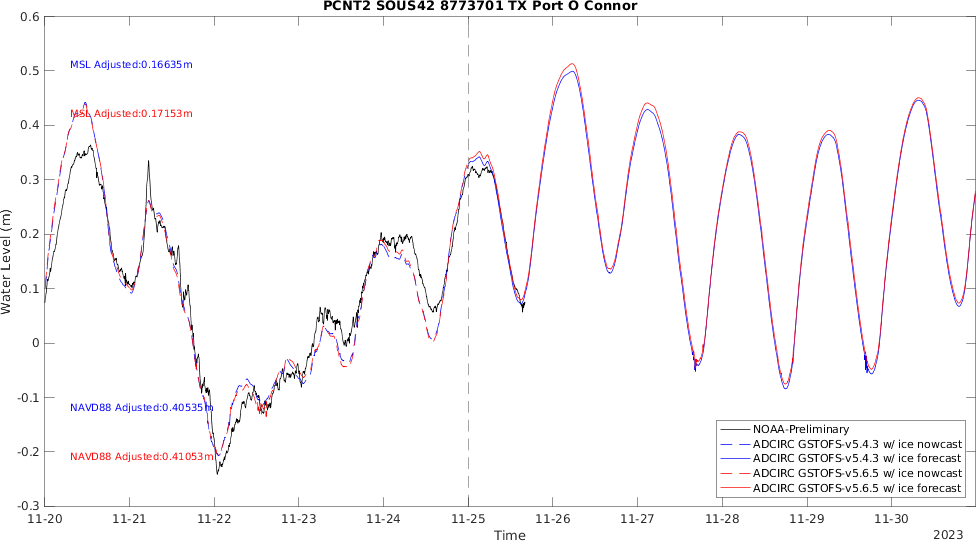 PCNT2 SOUS42 8773701 TX Port O Connor
0.6
0.5
0.4
0.3
0.2
0.1
0
-0.1
-0.2
-0.3
Water Level (m)
MSL Adjusted:0.16635m
MSL Adjusted:0.17153m
NAVD88 Adjusted:0.40535m
NAVD88 Adjusted:0.41053m
NOAA-Preliminary
ADCIRC GSTOFS-v5.4.3 w/ ice nowcast
ADCIRC GSTOFS-v5.4.3 w/ ice forecast
ADCIRC GSTOFS-v5.6.5 w/ ice nowcast
ADCIRC GSTOFS-v5.6.5 w/ ice forecast
11-20 11-21 11-22 11-23 11-24 11-25 11-26 11-27 11-28 11-29 11-30
Time
2023